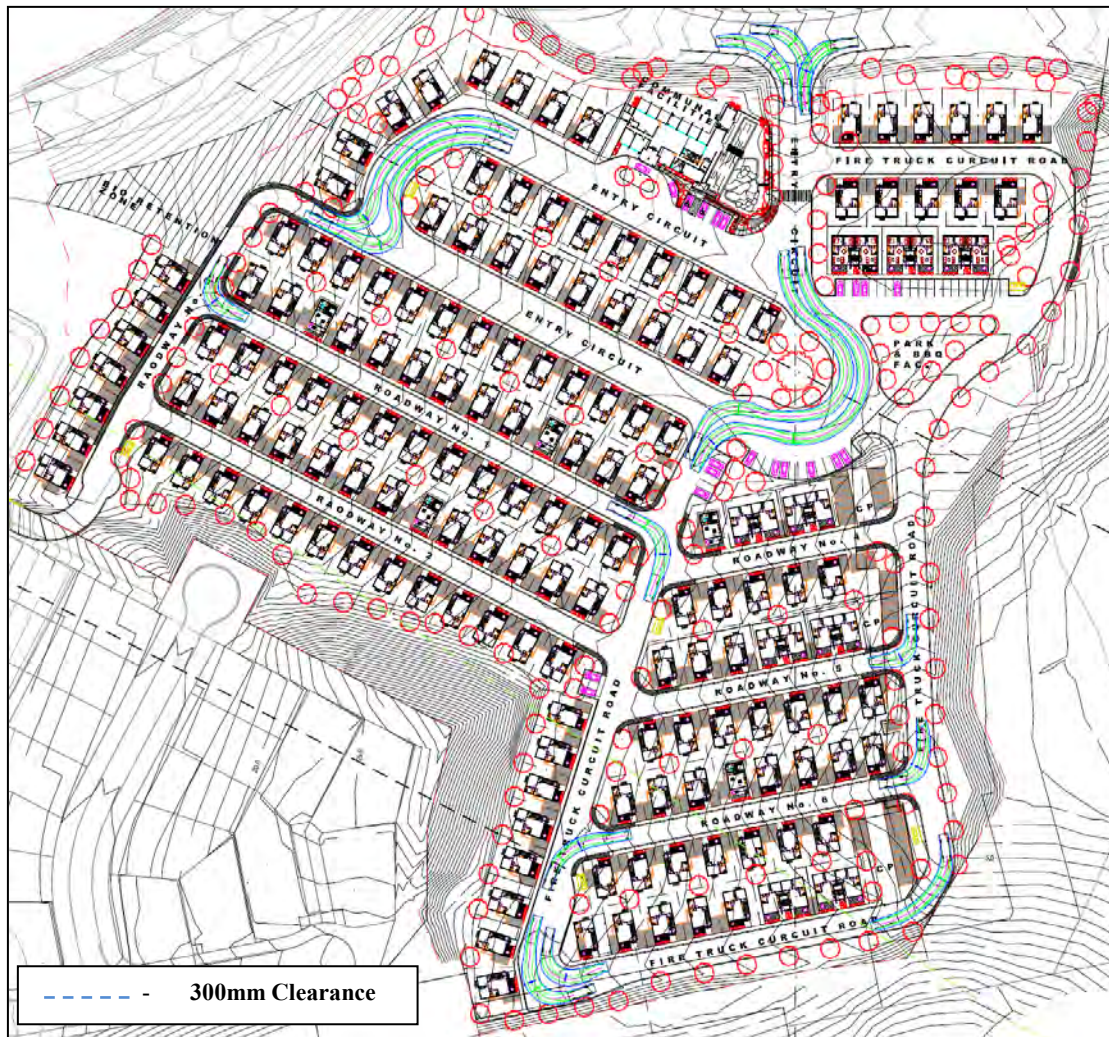 COMMUNAL
FACILITY
FIRE TRUCK CURCUIT ROAD
ENTRY CIRCUIT
ENTRY CIRCUIT
BIO RETENTION
ZONE
PARK
& BBQ
FAC.
ENTRY CIRCUIT
ROADWAY No. 1
ROADWAY No. 2
CP
ROADWAY No. 4
FIRE TRUCK CURCUIT ROAD
CP
ROADWAY No. 5
FIRE TRUCK CURCUIT ROAD
ROADWAY No. 6
CP
FIRE TRUCK CURCUIT ROAD
- 300mm Clearance